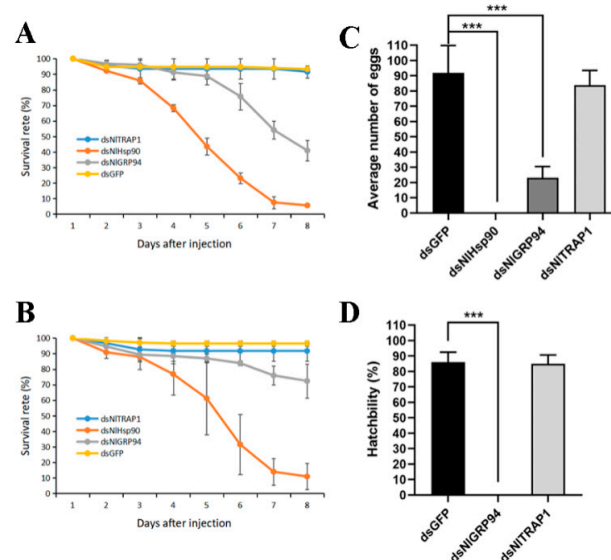 A
100
90
80
70
60
50
40
30
20
10
0
Survival rete (%)
dsNlTRAP1
dsNlHsp90
dsNlGRP94
dsGFP
1 2 3 4 5 6 7 8
Days after injection
B
100
90
80
70
60
50
40
30
20
10
0
Survival rete (%)
dsNlTRAP1
dsNlHsp90
dsNlGRP94
dsGFP
1 2 3 4 5 6 7 8
Days after injection
C
***
***
110
100
90
80
70
60
50
40
30
20
10
0
Average number of eggs
dsGFP
dsNlHsp90
dsNlGRP94
dsNlTRAP1
D
***
110
100
90
80
70
60
50
40
30
20
10
0
Hatchbility (%)
dsGFP
dsNlGRP94
dsNlTRAP1